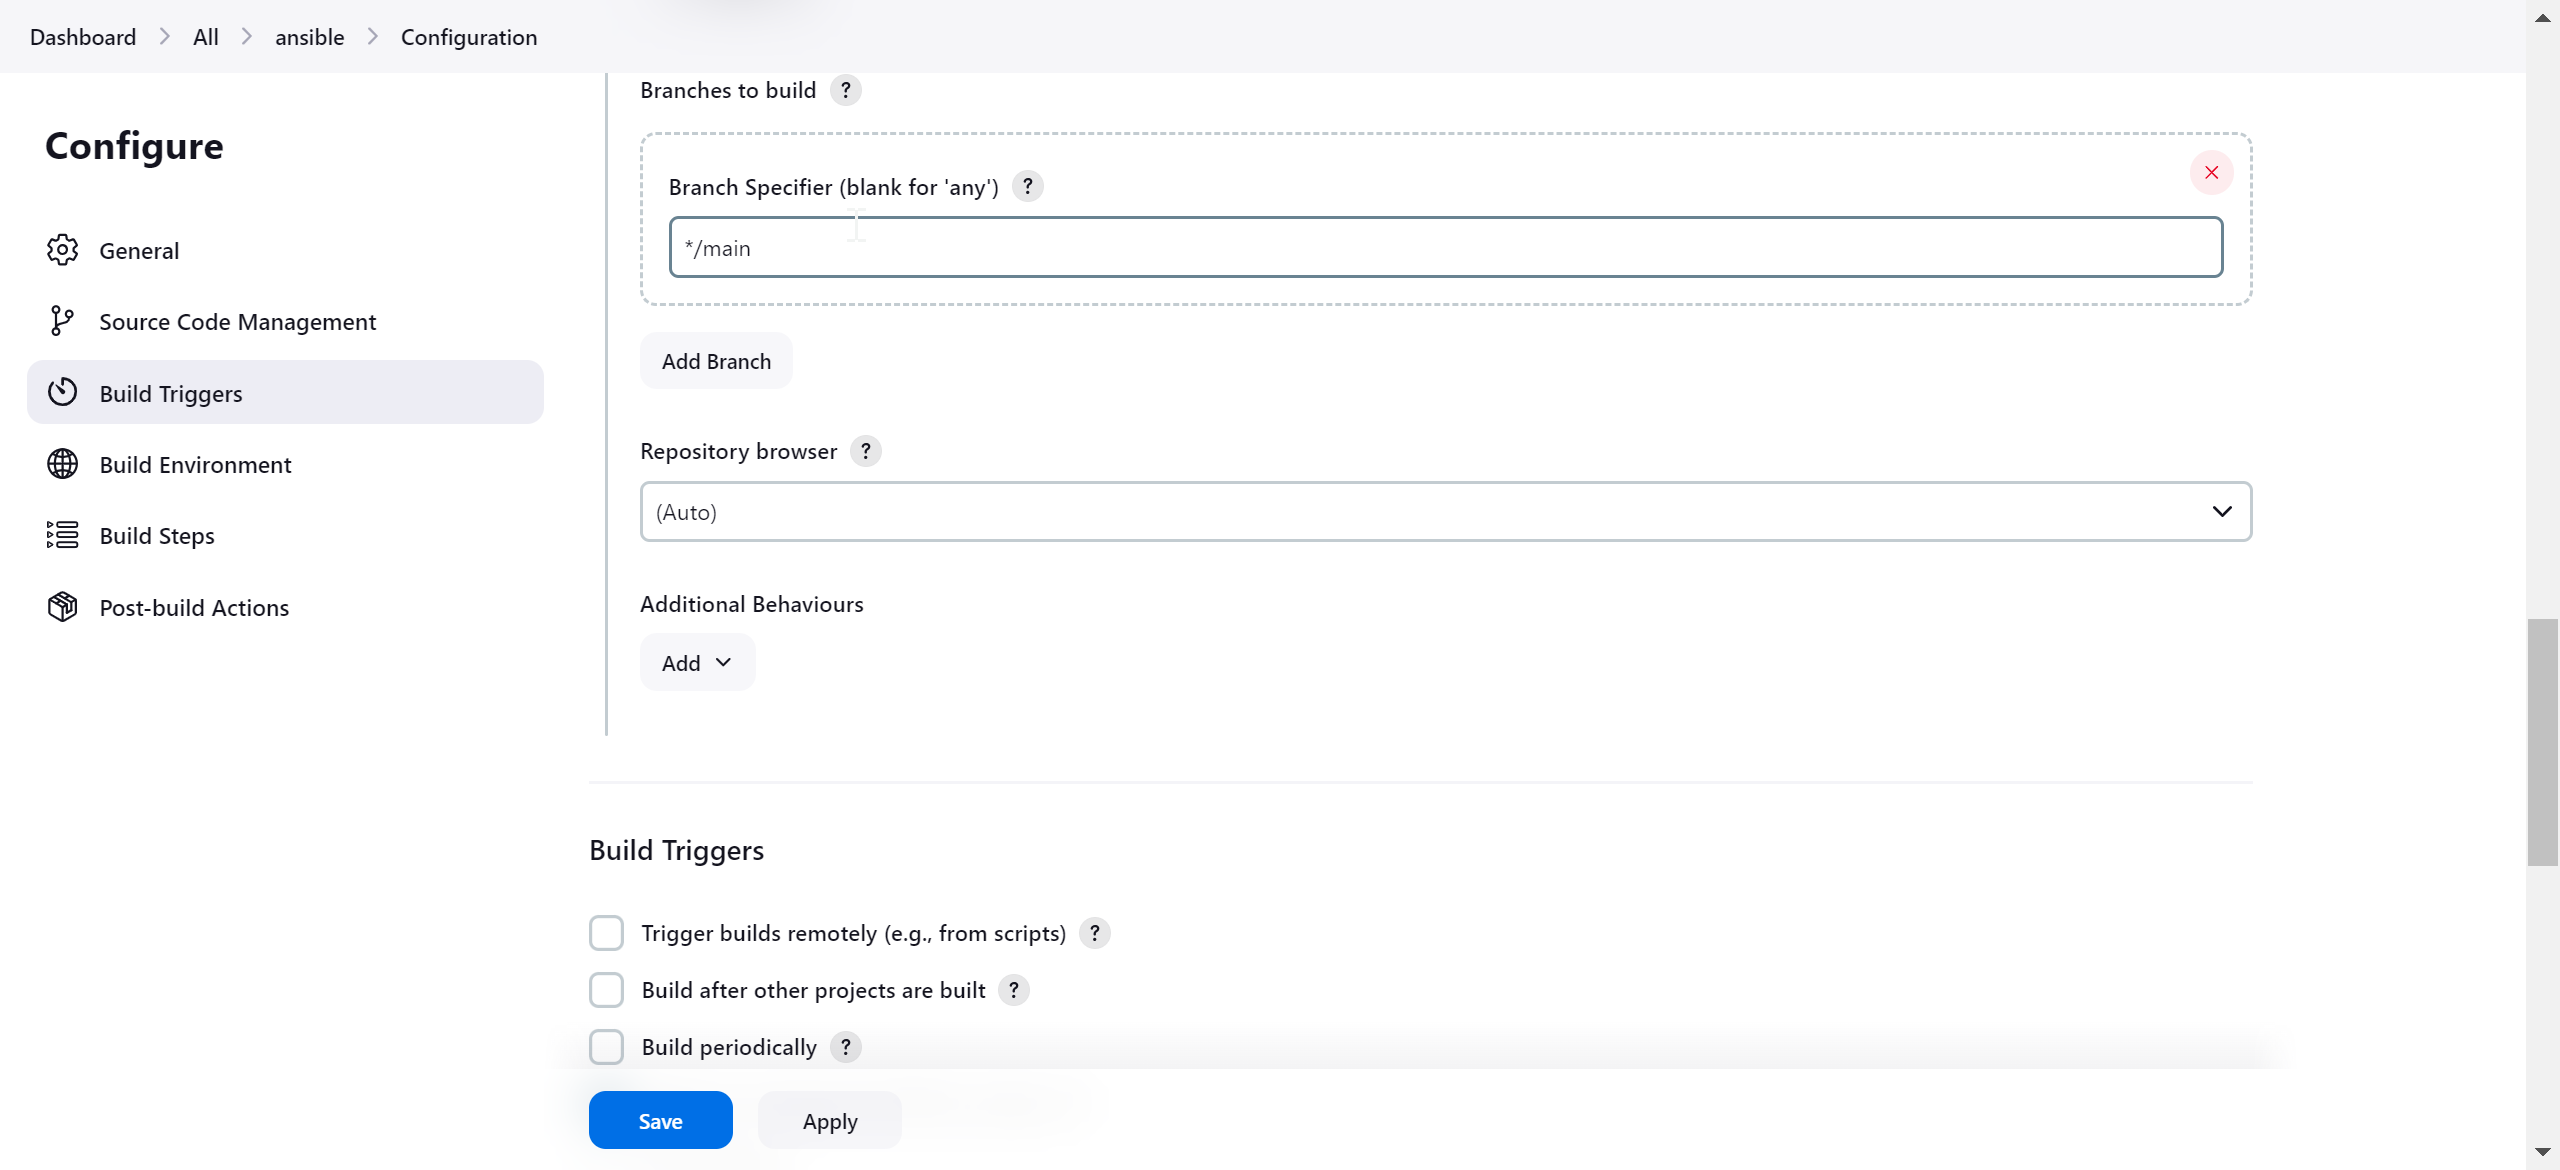 Dashboard > All > ansible > Configuration
Configure
General
Source Code Management
Build Triggers
Build Environment
Build Steps
Post-build Actions
Branches to build ?
Branch Specifier (blank for 'any') ?
*/main
Add Branch
Repository browser ?
(Auto)
Additional Behaviours
Add
Build Triggers
Trigger builds remotely (e.g., from scripts) ?
Build after other projects are built ?
Build periodically ?
Save Apply